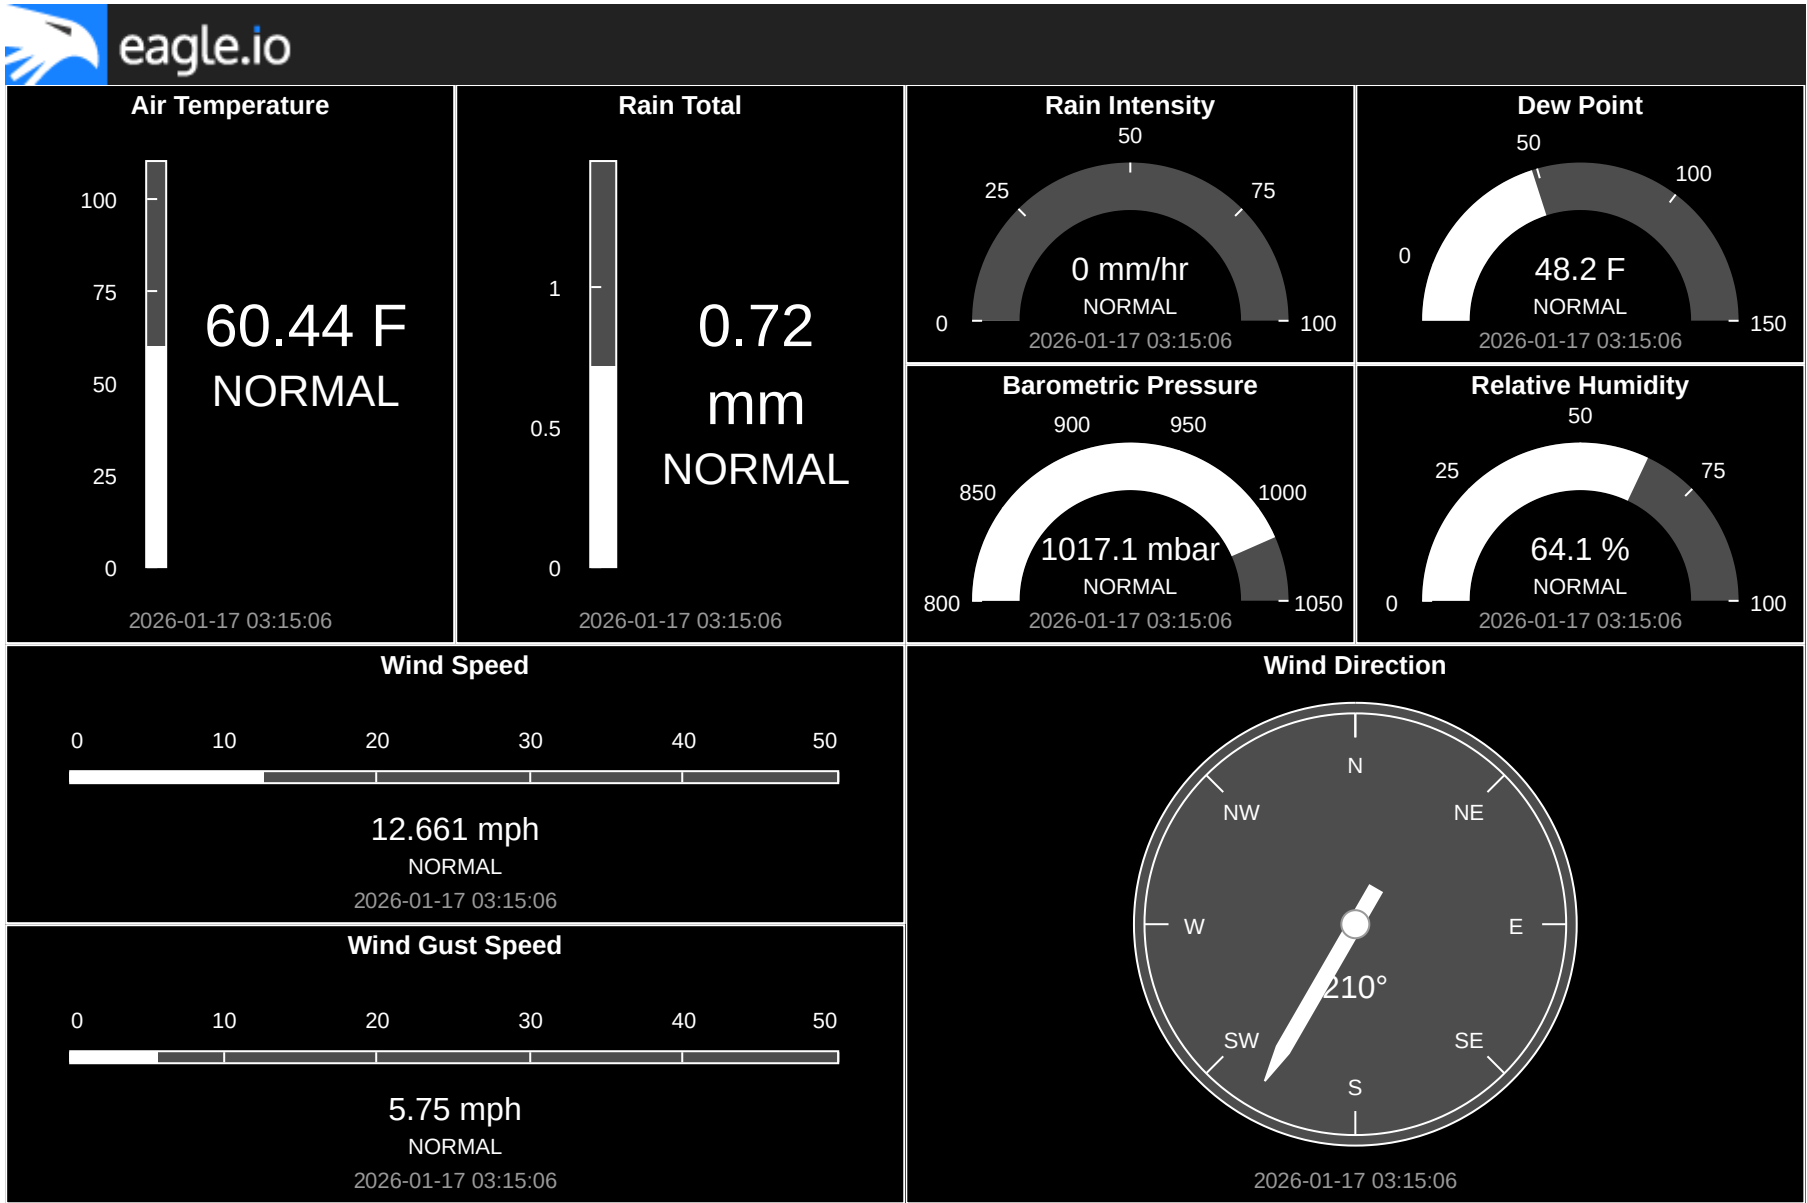 eagle.io
Air Temperature
100
75
50
25
0
60.44 F
NORMAL
2026-01-17 03:15:06
Rain Total
1
0.5
0
0.72
mm
NORMAL
2026-01-17 03:15:06
Rain Intensity
50
25
75
0
100
0 mm/hr
NORMAL
2026-01-17 03:15:06
Dew Point
50
100
0
150
48.2 F
NORMAL
2026-01-17 03:15:06
Barometric Pressure
900
950
850
1000
800
1050
1017.1 mbar
NORMAL
2026-01-17 03:15:06
Relative Humidity
50
25
75
0
100
64.1 %
NORMAL
2026-01-17 03:15:06
Wind Speed
0 10 20 30 40 50
12.661 mph
NORMAL
2026-01-17 03:15:06
Wind Gust Speed
0 10 20 30 40 50
5.75 mph
NORMAL
2026-01-17 03:15:06
Wind Direction
N
NW
NE
W
E
210°
SW
SE
S
2026-01-17 03:15:06